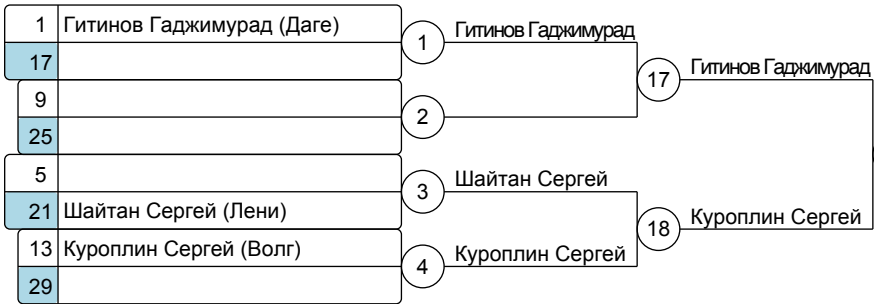 1 Гитинов Гаджимурад (Даге)
17
1
Гитинов Гаджимурад
9
25
2
17
Гитинов Гаджимурад
5
21 Шайтан Сергей (Лени)
3
Шайтан Сергей
13 Куроплин Сергей (Волг)
29
4
Куроплин Сергей
18
Куроплин Сергей